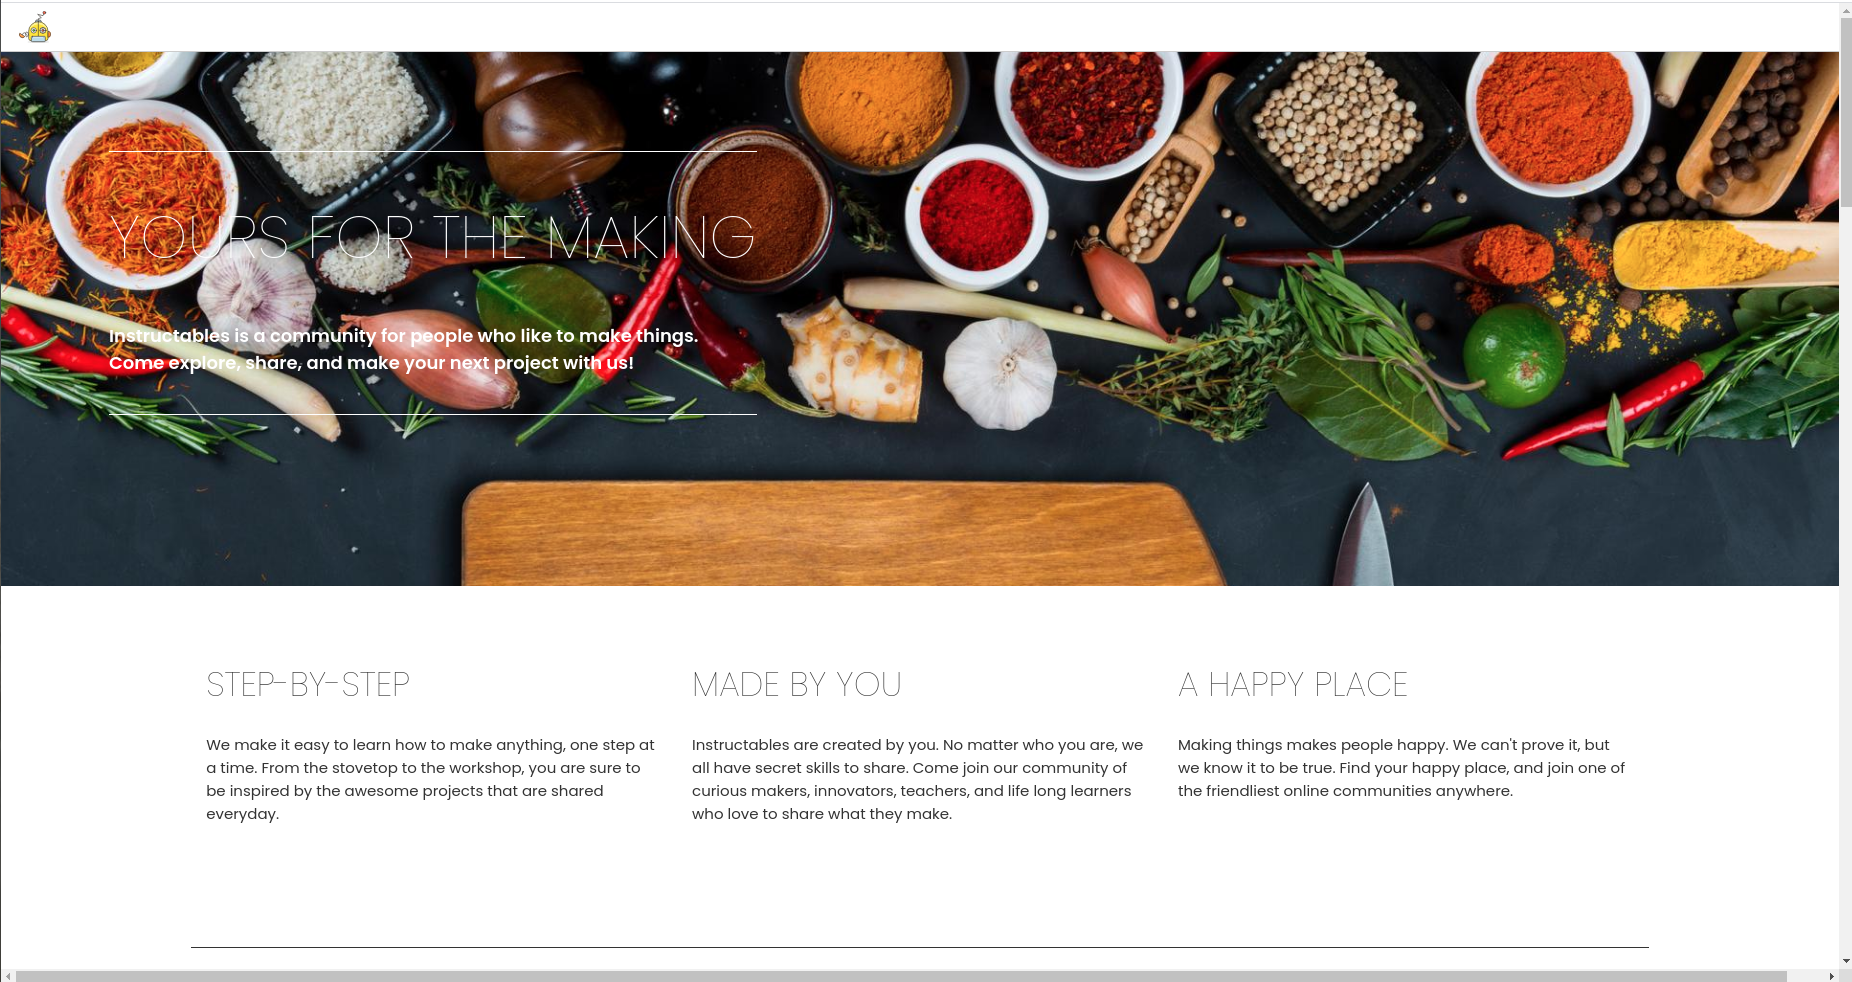 YOURS FOR THE MAKING
Instructables is a community for people who like to make things.
Come explore, share, and make your next project with us!
STEP-BY-STEP
We make it easy to learn how to make anything, one step at
a time. From the stovetop to the workshop, you are sure to
be inspired by the awesome projects that are shared
everyday.
MADE BY YOU
Instructables are created by you. No matter who you are, we
all have secret skills to share. Come join our community of
curious makers, innovators, teachers, and life long learners
who love to share what they make.
A HAPPY PLACE
Making things makes people happy. We can't prove it, but
we know it to be true. Find your happy place, and join one of
the friendliest online communities anywhere.